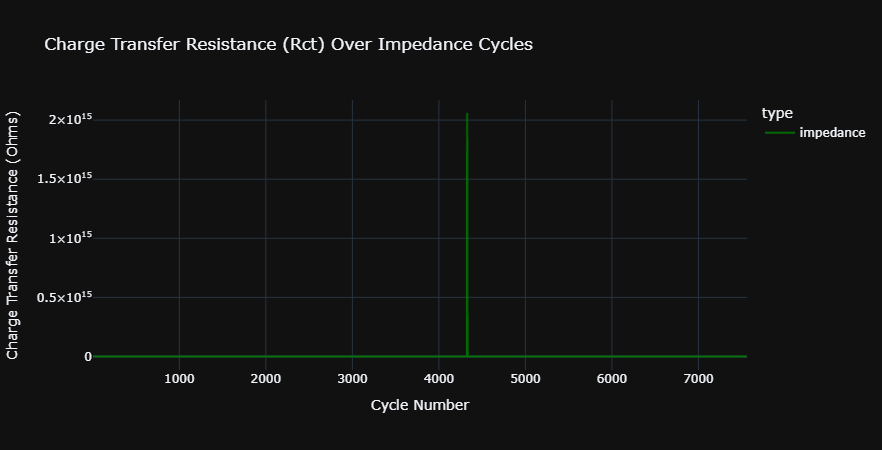 Charge Transfer Resistance (Rct) Over Impedance Cycles
type
impedance
2×10¹⁵
1.5×10¹⁵
1×10¹⁵
0.5×10¹⁵
0
Charge Transfer Resistance (Ohms)
1000 2000 3000 4000 5000 6000 7000
Cycle Number